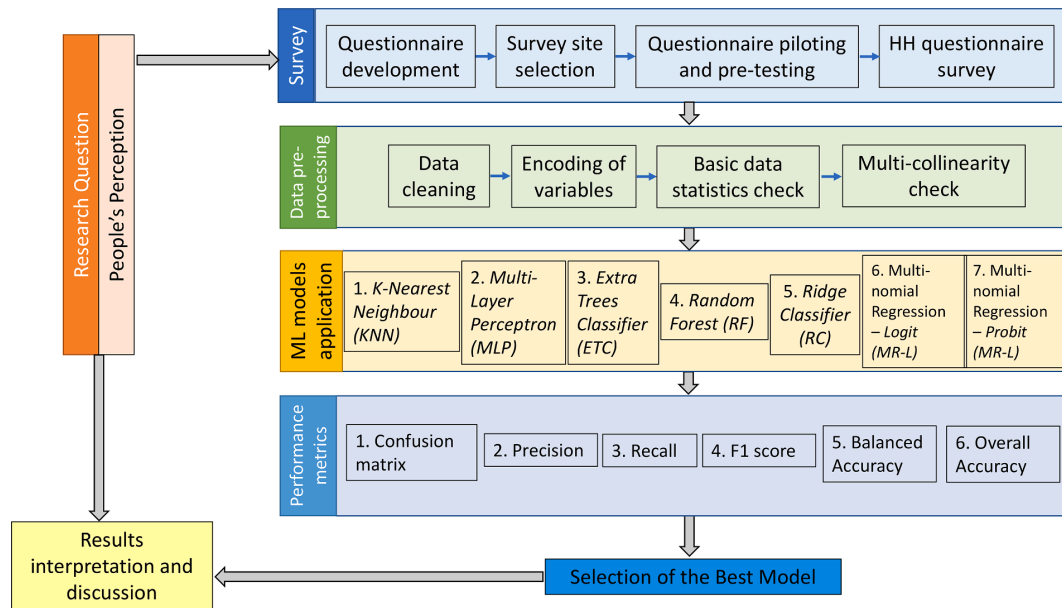 Research Question
People's Perception
Survey
Questionnaire
development
Survey site
selection
Questionnaire piloting
and pre-testing
HH questionnaire
survey
Data pre-
processing
Data
cleaning
Encoding of
variables
Basic data
statistics check
Multi-collinearity
check
ML models
application
1. K-Nearest
Neighbour
(KNN)
2. Multi-
Layer
Perceptron
(MLP)
3. Extra
Trees
Classifier
(ETC)
4. Random
Forest (RF)
5. Ridge
Classifier
(RC)
6. Multi-
nomial
Regression
– Logit
(MR-L)
7. Multi-
nomial
Regression
– Probit
(MR-L)
Performance
metrics
1. Confusion
matrix
2. Precision
3. Recall
4. F1 score
5. Balanced
Accuracy
6. Overall
Accuracy
Results
interpretation and
discussion
Selection of the Best Model